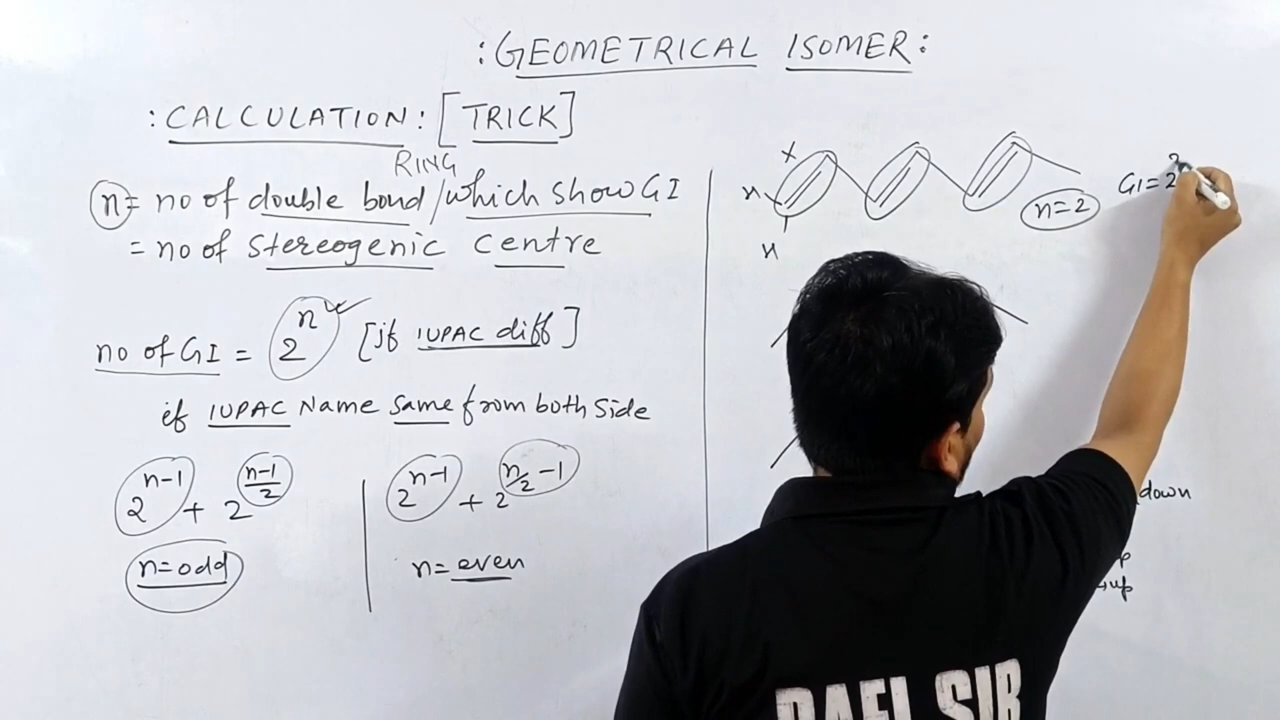 : GEOMETRICAL ISOMER :
: CALCULATION : [TRICK]
RING
n = no of double bond / which show GI
= no of stereogenic centre
no of GI = 2^n [if IUPAC diff]
if IUPAC Name same from both side
2^(n-1) + 2^((n-1)/2)
n = odd
2^(n-1) + 2^(n/2 - 1)
n = even
X
H
H
n = 2
GI = 2
down
up
DAFI SIR